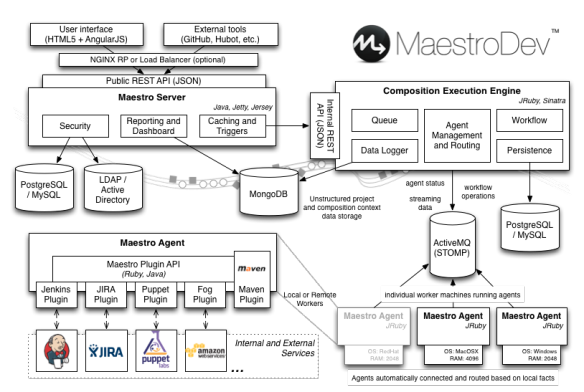 User interface
(HTML5 + AngularJS)
External tools
(GitHub, Hubot, etc.)
NGINX RP or Load Balancer (optional)
Public REST API (JSON)
Maestro Server
Java, Jetty, Jersey
Security
Reporting and
Dashboard
Caching and
Triggers
PostgreSQL
/ MySQL
LDAP /
Active
Directory
MongoDB
MaestroDev™
Internal REST
API (JSON)
Composition Execution Engine
JRuby, Sinatra
Queue
Data Logger
Agent
Management
and Routing
Workflow
Persistence
Unstructured project
and composition context
data storage
agent status
streaming
data
workflow
operations
ActiveMQ
(STOMP)
PostgreSQL
/ MySQL
Maestro Agent
Maestro Plugin API
(Ruby, Java)
maven
Jenkins
Plugin
JIRA
Plugin
Puppet
Plugin
Fog
Plugin
Maven
Plugin
Local or Remote
Workers
XJIRA
puppet
labs
amazon
webservices
...
Internal and External
Services
individual worker machines running agents
Maestro Agent
JRuby
OS: RedHat
RAM: 2048
Maestro Agent
JRuby
OS: MacOSX
RAM: 4096
Maestro Agent
JRuby
OS: Windows
RAM: 2048
Agents automatically connected and routed based on local facts